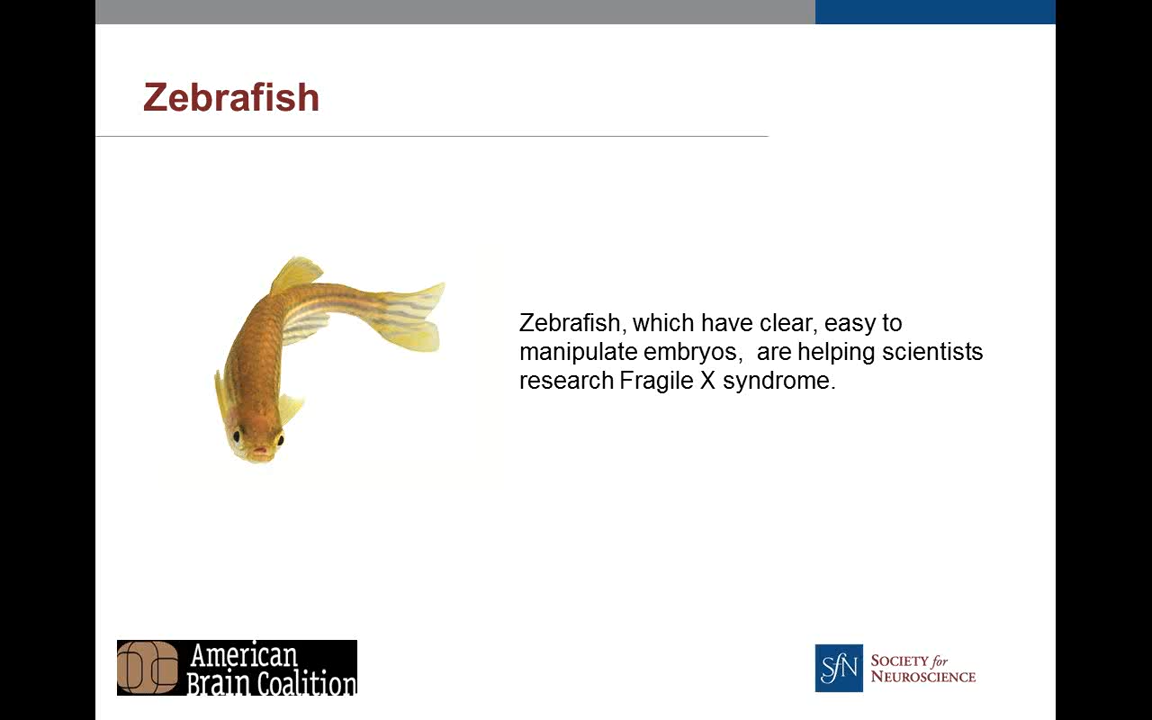 Zebrafish
Zebrafish, which have clear, easy to
manipulate embryos,  are helping scientists
research Fragile X syndrome.
American
Brain Coalition
SfN
SOCIETY for
NEUROSCIENCE